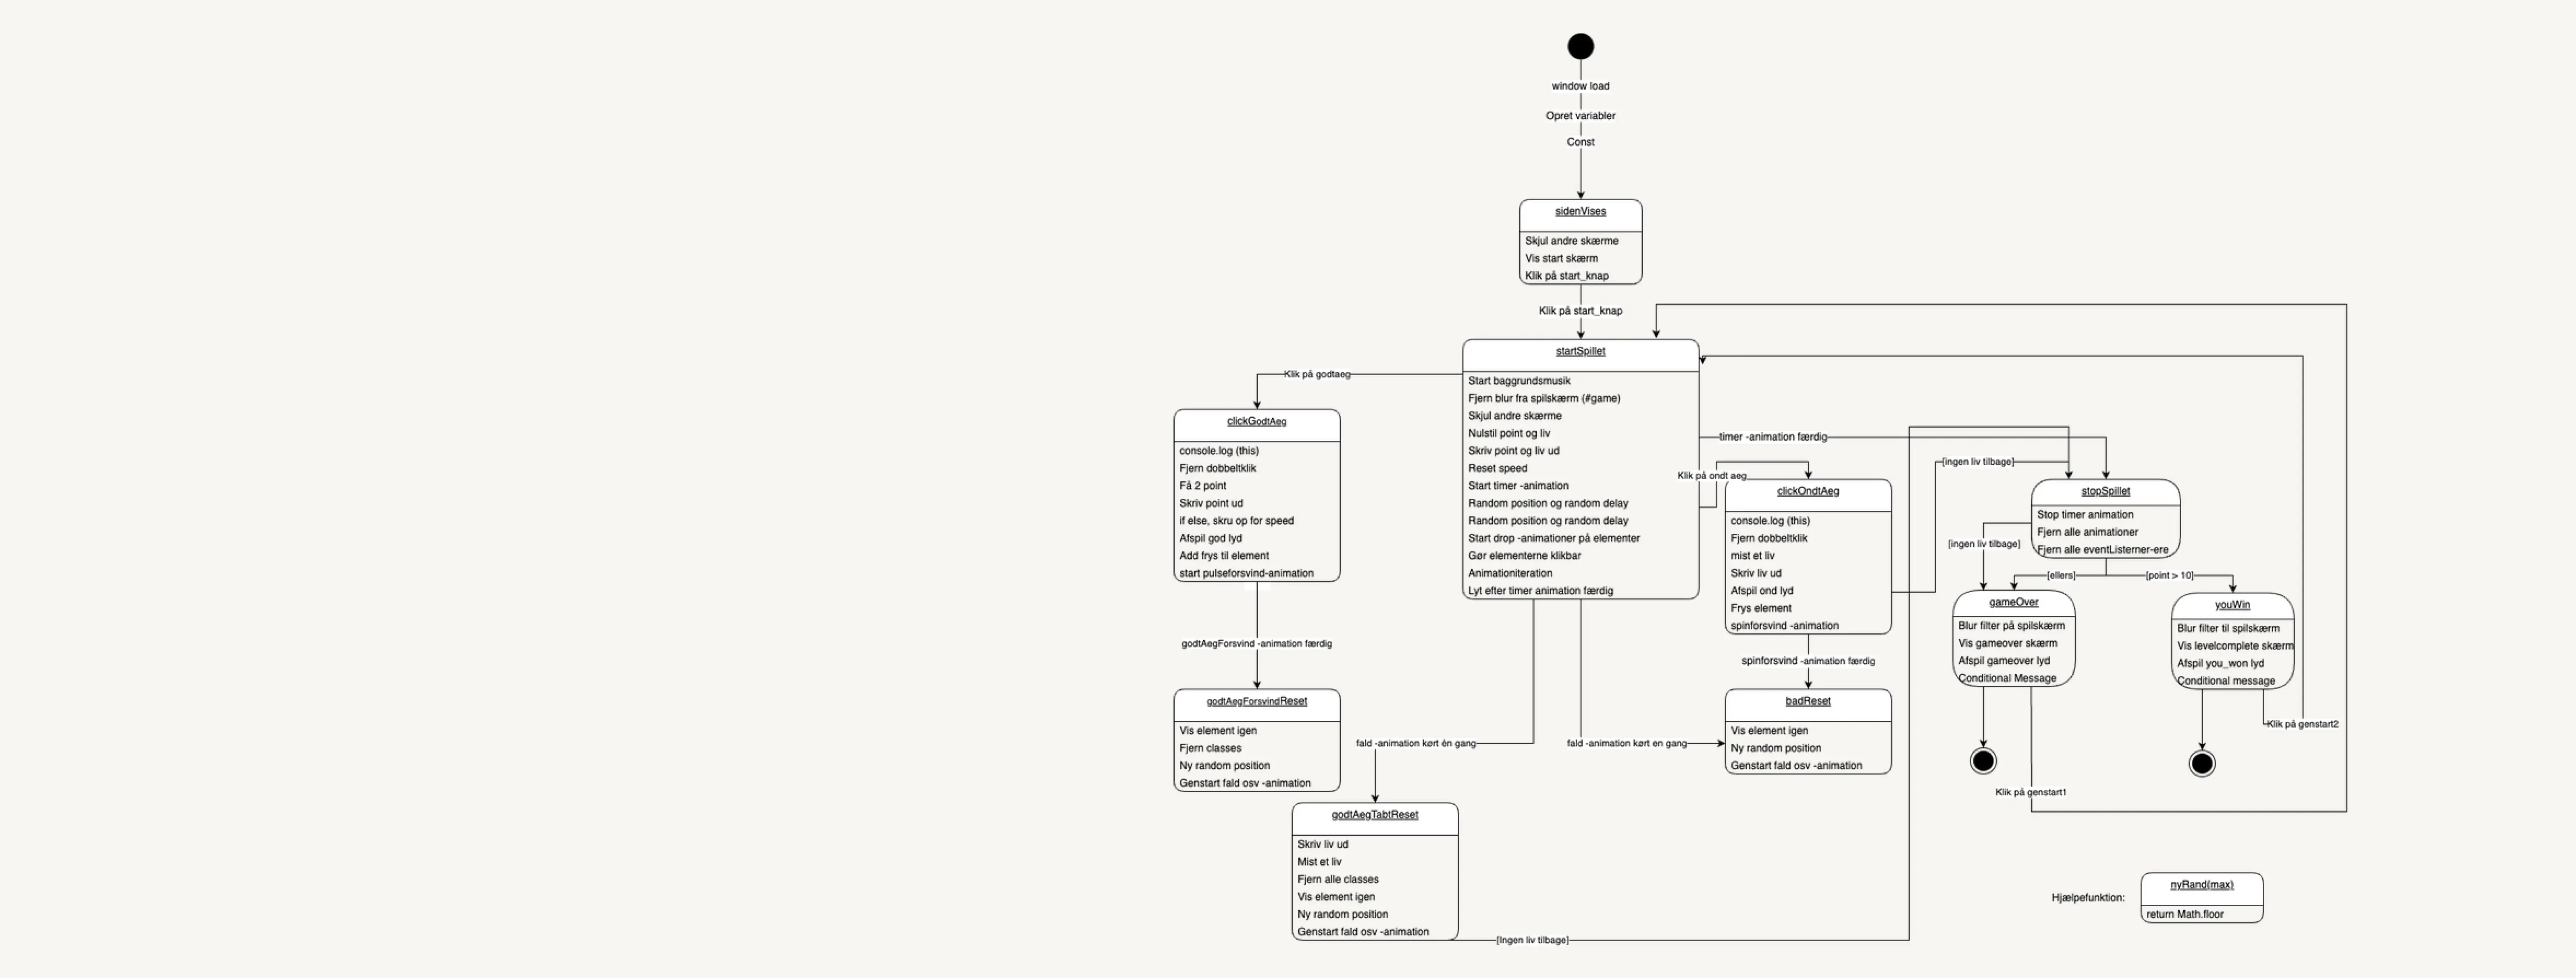 window load
Opret variabler
Const
sidenVises
Skjul andre skærme
Vis start skærm
Klik på start_knap
Klik på start_knap
startSpillet
Start baggrundsmusik
Fjern blur fra spilskærm (#game)
Skjul andre skærme
Nulstil point og liv
Skriv point og liv ud
Reset speed
Start timer -animation
Random position og random delay
Random position og random delay
Start drop -animationer på elementer
Gør elementerne klikbar
Animationiteration
Lyt efter timer animation færdig
Klik på godtaeg
clickGodtAeg
console.log (this)
Fjern dobbeltklik
Få 2 point
Skriv point ud
if else, skru op for speed
Afspil god lyd
Add frys til element
start pulseforsvind-animation
godtAegForsvind -animation færdig
godtAegForsvindReset
Vis element igen
Fjern classes
Ny random position
Genstart fald osv -animation
fald -animation kørt én gang
godtAegTabtReset
Skriv liv ud
Mist et liv
Fjern alle classes
Vis element igen
Ny random position
Genstart fald osv -animation
[Ingen liv tilbage]
fald -animation kørt en gang
timer -animation færdig
Klik på ondt aeg
clickOndtAeg
console.log (this)
Fjern dobbeltklik
mist et liv
Skriv liv ud
Afspil ond lyd
Frys element
spinforsvind -animation
spinforsvind -animation færdig
badReset
Vis element igen
Ny random position
Genstart fald osv -animation
[ingen liv tilbage]
stopSpillet
Stop timer animation
Fjern alle animationer
Fjern alle eventListerner-ere
[ingen liv tilbage]
[ellers]
[point > 10]
gameOver
Blur filter på spilskærm
Vis gameover skærm
Afspil gameover lyd
Conditional Message
youWin
Blur filter til spilskærm
Vis levelcomplete skærm
Afspil you_won lyd
Conditional message
Klik på genstart2
Klik på genstart1
Hjælpefunktion:
nyRand(max)
return Math.floor